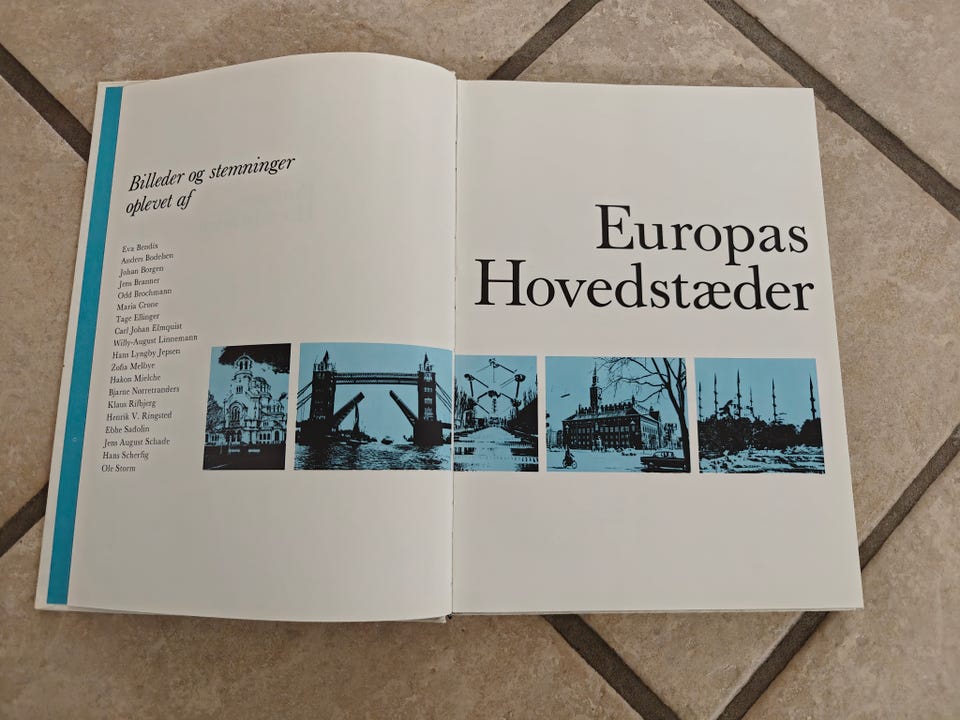 Billeder og stemninger
oplevet af
Eva Bendix
Anders Bodelsen
Johan Borgen
Jens Branner
Odd Brochmann
Maria Crone
Tage Ellinger
Carl Johan Elmquist
Willy-August Linnemann
Hans Lyngby Jepsen
Zofia Melbye
Hakon Mielche
Bjarne Nørretranders
Klaus Rifbjerg
Henrik V. Ringsted
Ebbe Sadolin
Jens August Schade
Hans Scherfig
Ole Storm
Europas
Hovedstæder